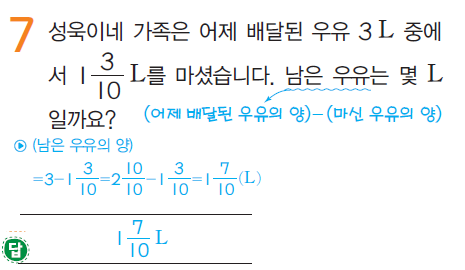 7 성욱이네 가족은 어제 배달된 우유 3 L 중에
서 1 3/10 L를 마셨습니다. 남은 우유는 몇 L
일까요? (어제 배달된 우유의 양)-(마신 우유의 양)
▶ (남은 우유의 양)
=3-1 3/10=2 10/10-1 3/10=1 7/10(L)
답 1 7/10 L